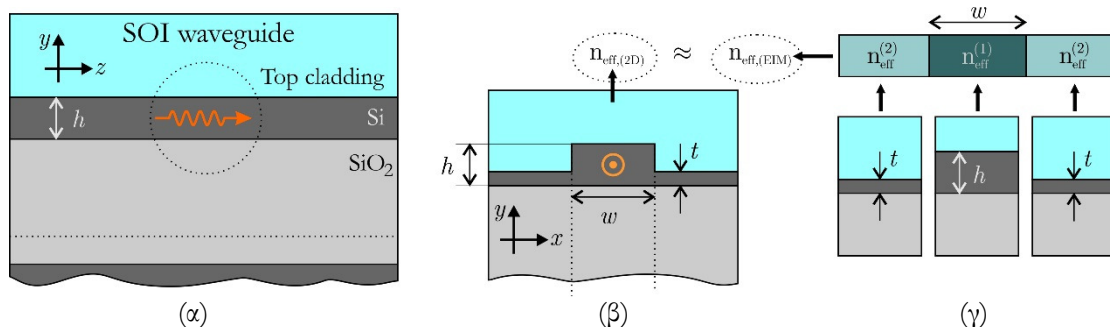 SOI waveguide
y
z
Top cladding
h
Si
SiO₂
(α)
n_eff,(2D) ≈ n_eff,(EIM)
h
t
w
y
x
(β)
w
n_eff^(2) n_eff^(1) n_eff^(2)
t
h
t
(γ)